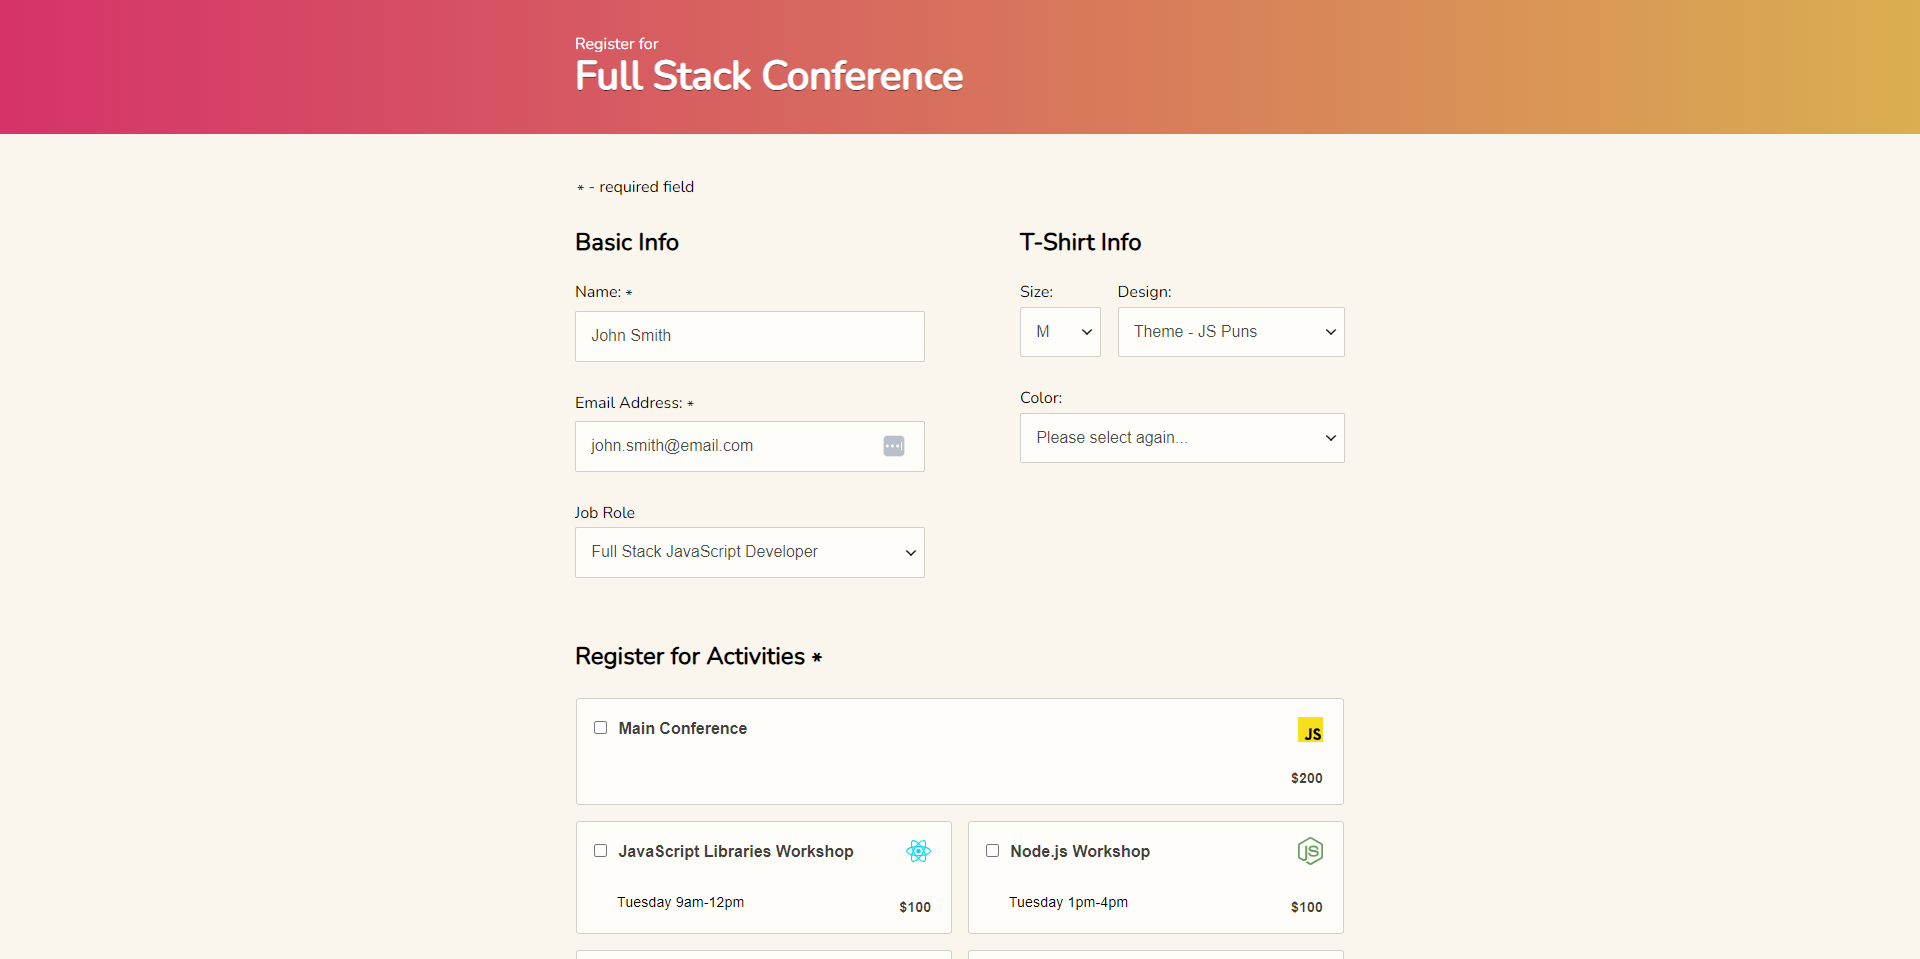 Register for
Full Stack Conference
* - required field
Basic Info
Name: *
John Smith
Email Address: *
john.smith@email.com
Job Role
Full Stack JavaScript Developer
T-Shirt Info
Size:
M
Design:
Theme - JS Puns
Color:
Please select again...
Register for Activities *
Main Conference
JS
$200
JavaScript Libraries Workshop
Tuesday 9am-12pm
$100
Node.js Workshop
JS
Tuesday 1pm-4pm
$100